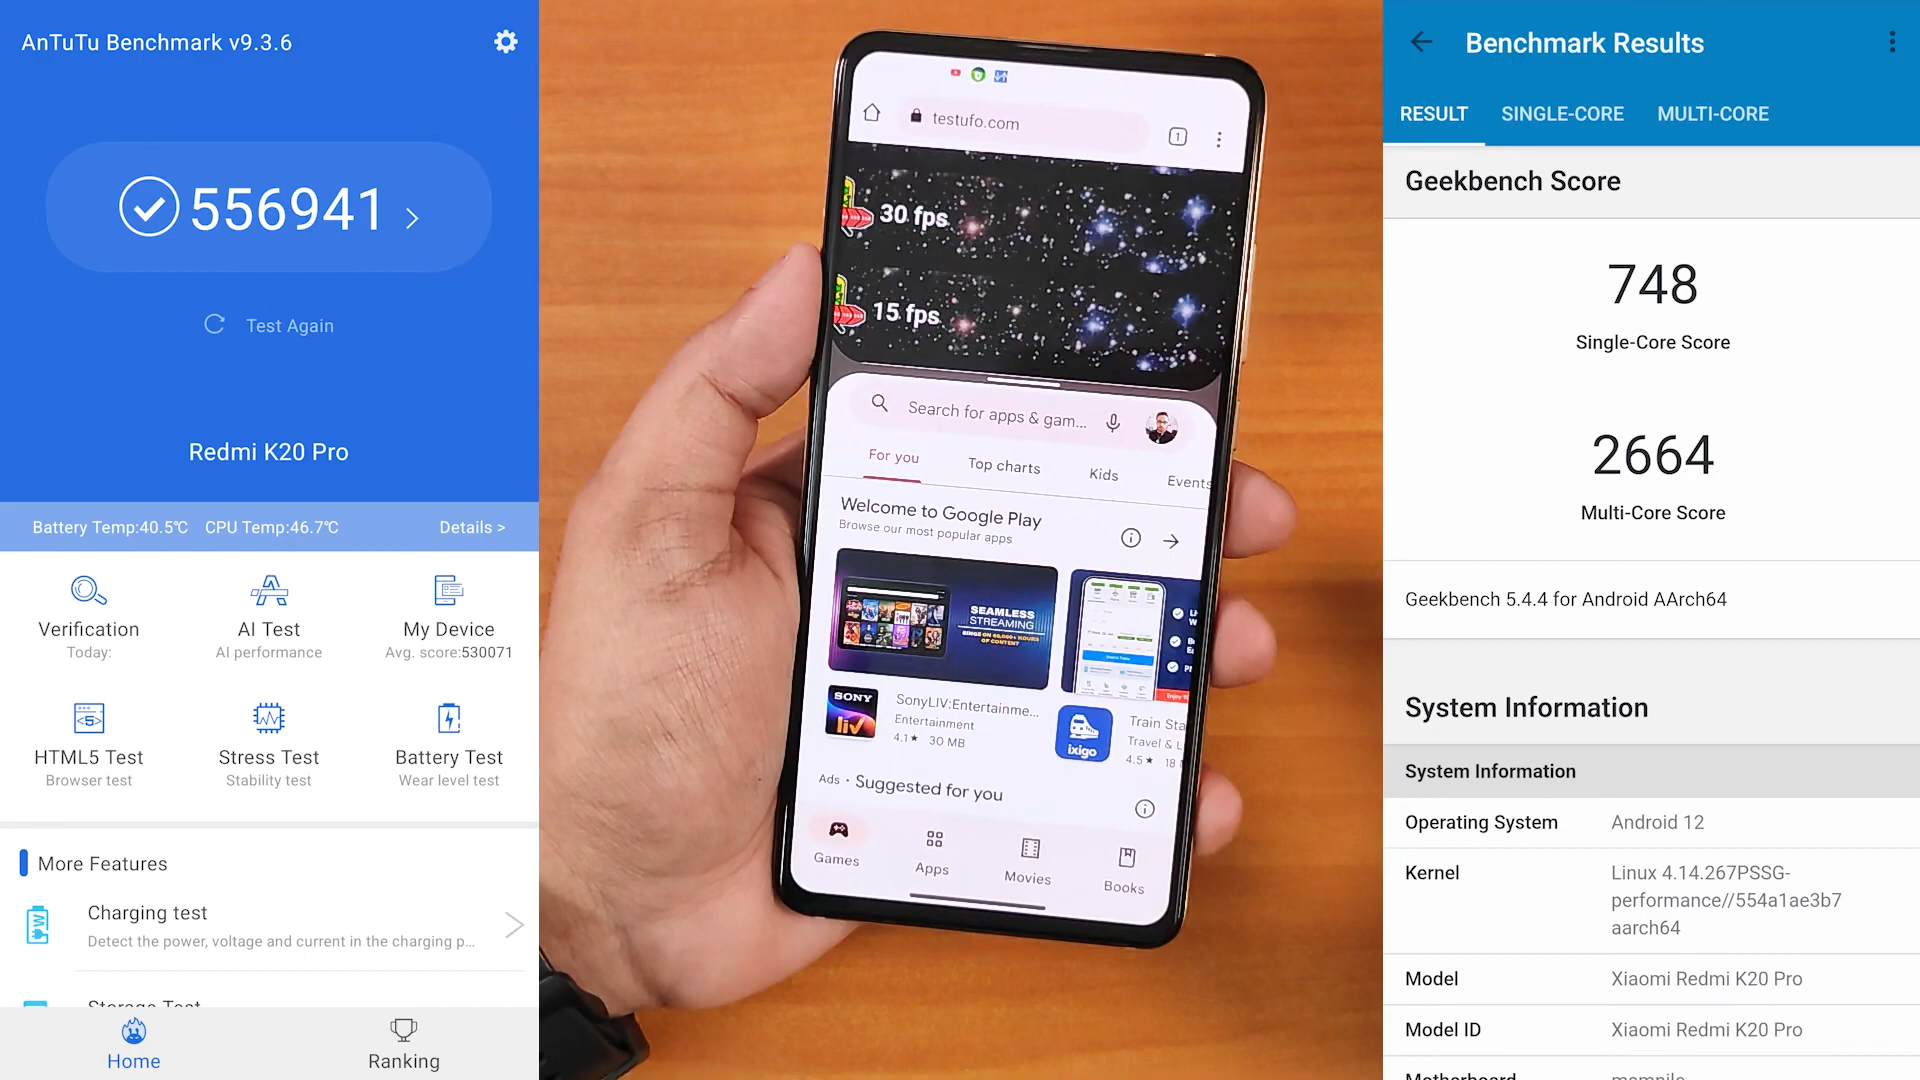 AnTuTu Benchmark v9.3.6
556941
Test Again
Redmi K20 Pro
Battery Temp:40.5℃ CPU Temp:46.7℃ Details >
Verification
Today:
AI Test
AI performance
My Device
Avg. score:530071
HTML5 Test
Browser test
Stress Test
Stability test
Battery Test
Wear level test
More Features
Charging test
Detect the power, voltage and current in the charging p...
Storage Test
Home
Ranking
testufo.com
1
30 fps
15 fps
Search for apps & gam...
For you
Top charts
Kids
Events
Welcome to Google Play
Browse our most popular apps
SEAMLESS
STREAMING
SONY
liv
SonyLIV:Entertainme...
Entertainment
4.1★ 30 MB
ixigo
Train Sta
Travel & L
4.5★ 18
Ads · Suggested for you
Games
Apps
Movies
Books
Benchmark Results
RESULT SINGLE-CORE MULTI-CORE
Geekbench Score
748
Single-Core Score
2664
Multi-Core Score
Geekbench 5.4.4 for Android AArch64
System Information
System Information
Operating System Android 12
Kernel Linux 4.14.267PSSG-
performance//554a1ae3b7
aarch64
Model Xiaomi Redmi K20 Pro
Model ID Xiaomi Redmi K20 Pro
Motherboard msmnile